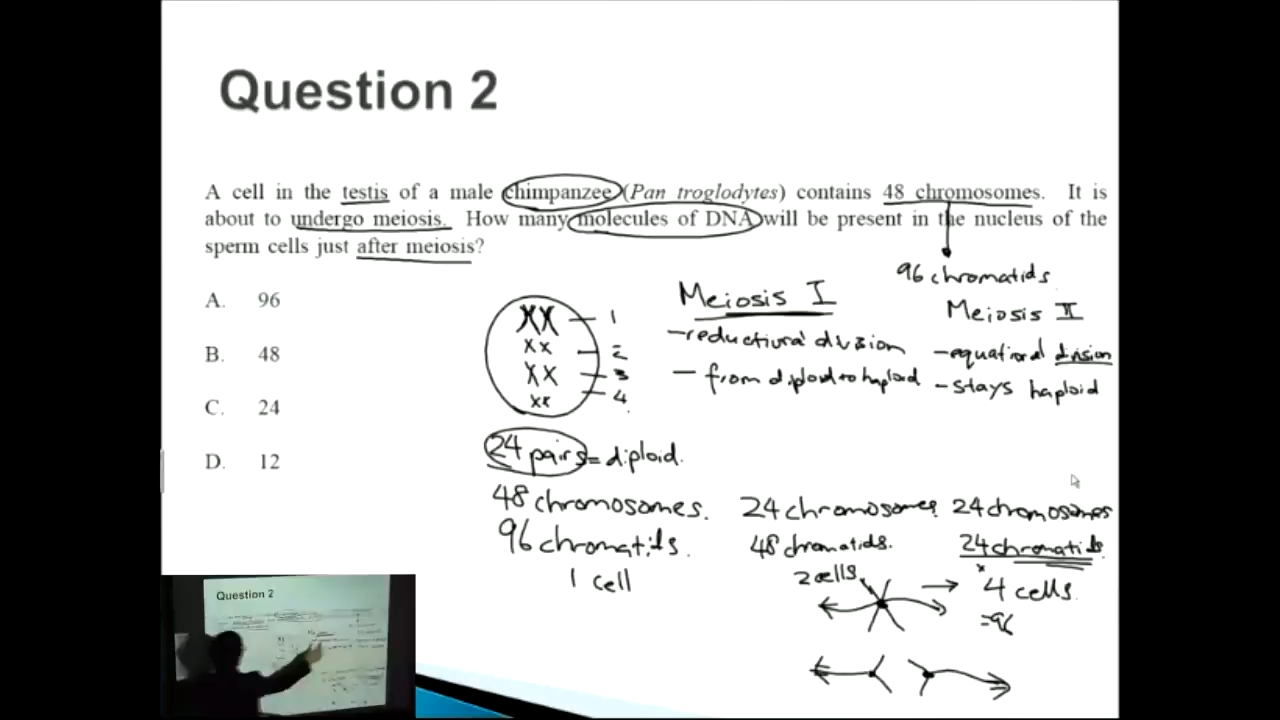 Question 2
A cell in the testis of a male chimpanzee (Pan troglodytes) contains 48 chromosomes. It is
about to undergo meiosis. How many molecules of DNA will be present in the nucleus of the
sperm cells just after meiosis?
A. 96
B. 48
C. 24
D. 12
96 chromatids
1
2
3
4
Meiosis I
- reductional division
- from diploid to haploid
Meiosis II
- equational division
- stays haploid
24 pairs = diploid.
48 chromosomes.
96 chromatids.
1 cell
24 chromosomes
48 chromatids.
2 cells
24 chromosomes
24 chromatids
x
4 cells.
=96
Question 2